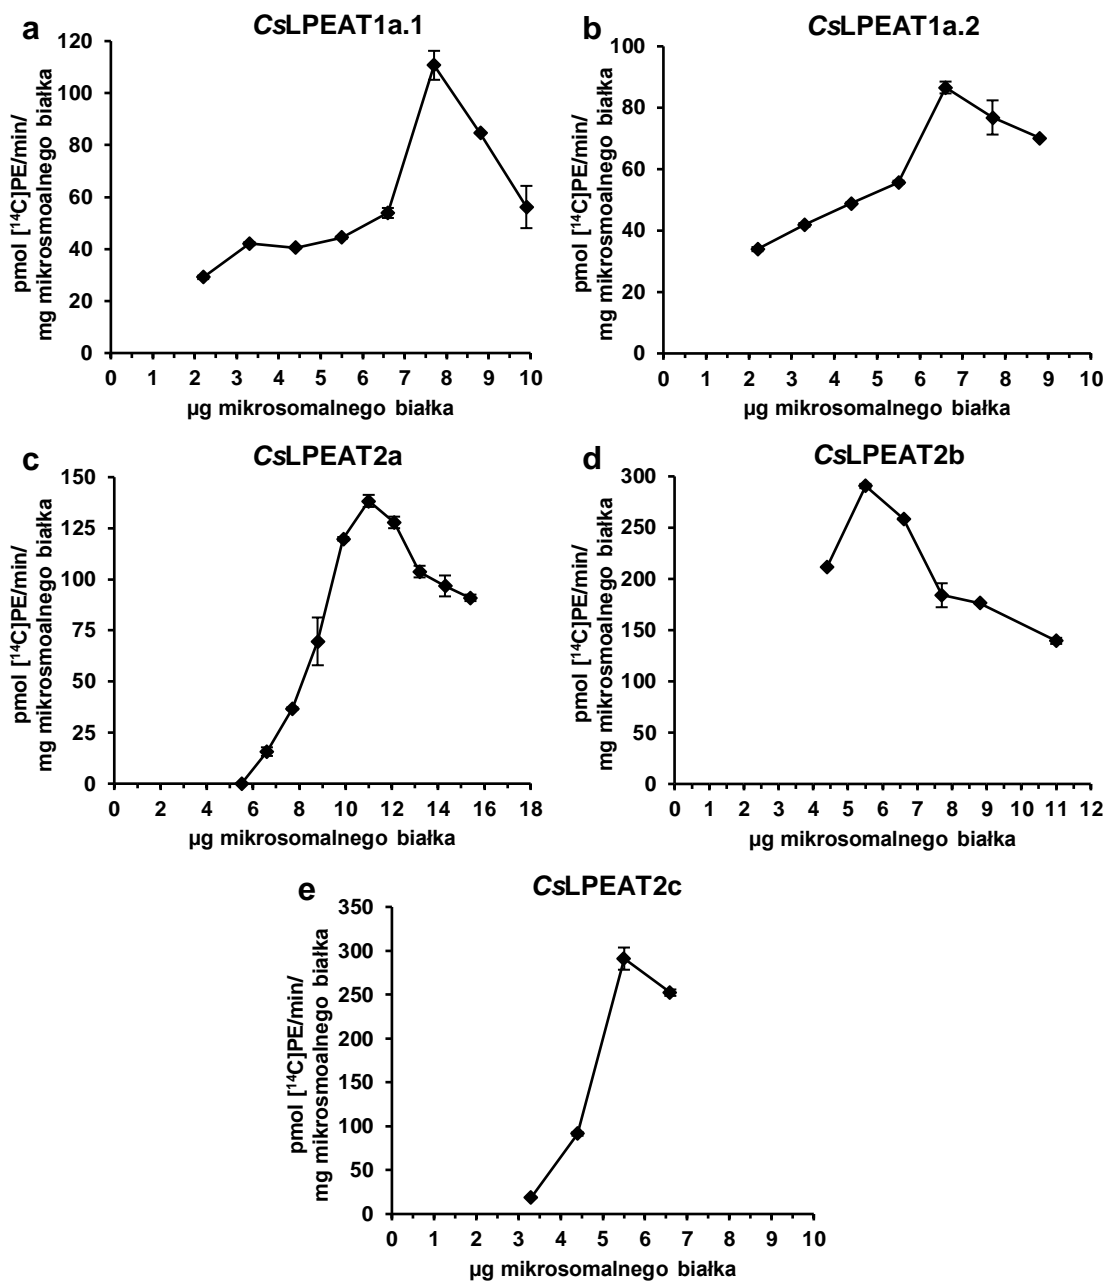 a
CsLPEAT1a.1
pmol [¹⁴C]PE/min/
mg mikrosmoalnego białka
120
100
80
60
40
20
0
0 1 2 3 4 5 6 7 8 9 10
µg mikrosomalnego białka
b
CsLPEAT1a.2
pmol [¹⁴C]PE/min/
mg mikrosmoalnego białka
100
80
60
40
20
0
0 1 2 3 4 5 6 7 8 9 10
µg mikrosomalnego białka
c
CsLPEAT2a
pmol [¹⁴C]PE/min/
mg mikrosmoalnego białka
150
125
100
75
50
25
0
0 2 4 6 8 10 12 14 16 18
µg mikrosomalnego białka
d
CsLPEAT2b
pmol [¹⁴C]PE/min/
mg mikrosmoalnego białka
300
250
200
150
100
50
0
0 1 2 3 4 5 6 7 8 9 10 11 12
µg mikrosomalnego białka
e
CsLPEAT2c
pmol [¹⁴C]PE/min/
mg mikrosmoalnego białka
350
300
250
200
150
100
50
0
0 1 2 3 4 5 6 7 8 9 10
µg mikrosomalnego białka